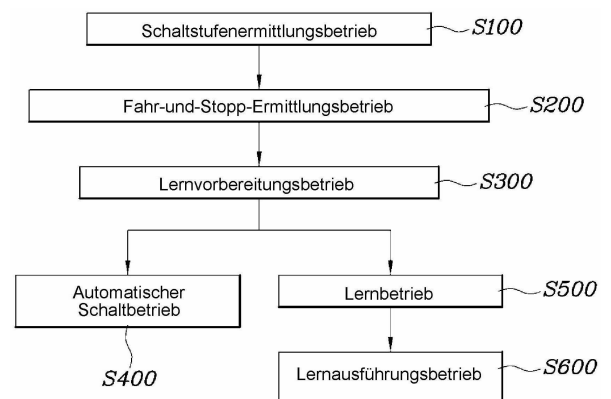 Schaltstufenermittlungsbetrieb
S100
Fahr-und-Stopp-Ermittlungsbetrieb
S200
Lernvorbereitungsbetrieb
S300
Automatischer
Schaltbetrieb
S400
Lernbetrieb
S500
Lernausführungsbetrieb
S600